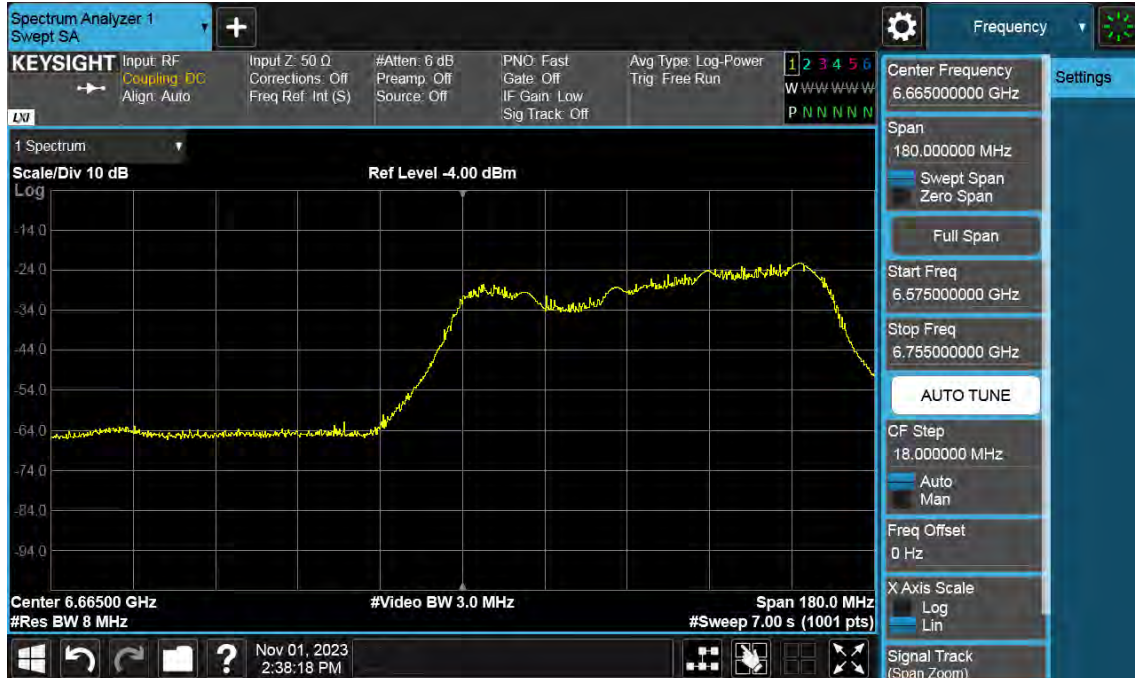 Spectrum Analyzer 1
Swept SA
+
Frequency
KEYSIGHT
LXI
Input: RF
Coupling: DC
Align: Auto
Input Z: 50 Ω
Corrections: Off
Freq Ref: Int (S)
#Atten: 6 dB
Preamp: Off
Source: Off
PNO: Fast
Gate: Off
IF Gain: Low
Sig Track: Off
Avg Type: Log-Power
Trig: Free Run
1 2 3 4 5 6
W W W W W W
P N N N N N
1 Spectrum
Scale/Div 10 dB
Ref Level -4.00 dBm
Log
-14.0
-24.0
-34.0
-44.0
-54.0
-64.0
-74.0
-84.0
-94.0
Center 6.66500 GHz
#Video BW 3.0 MHz
Span 180.0 MHz
#Res BW 8 MHz
#Sweep 7.00 s (1001 pts)
?
Nov 01, 2023
2:38:18 PM
Center Frequency
6.665000000 GHz
Settings
Span
180.000000 MHz
Swept Span
Zero Span
Full Span
Start Freq
6.575000000 GHz
Stop Freq
6.755000000 GHz
AUTO TUNE
CF Step
18.000000 MHz
Auto
Man
Freq Offset
0 Hz
X Axis Scale
Log
Lin
Signal Track
(Span Zoom)